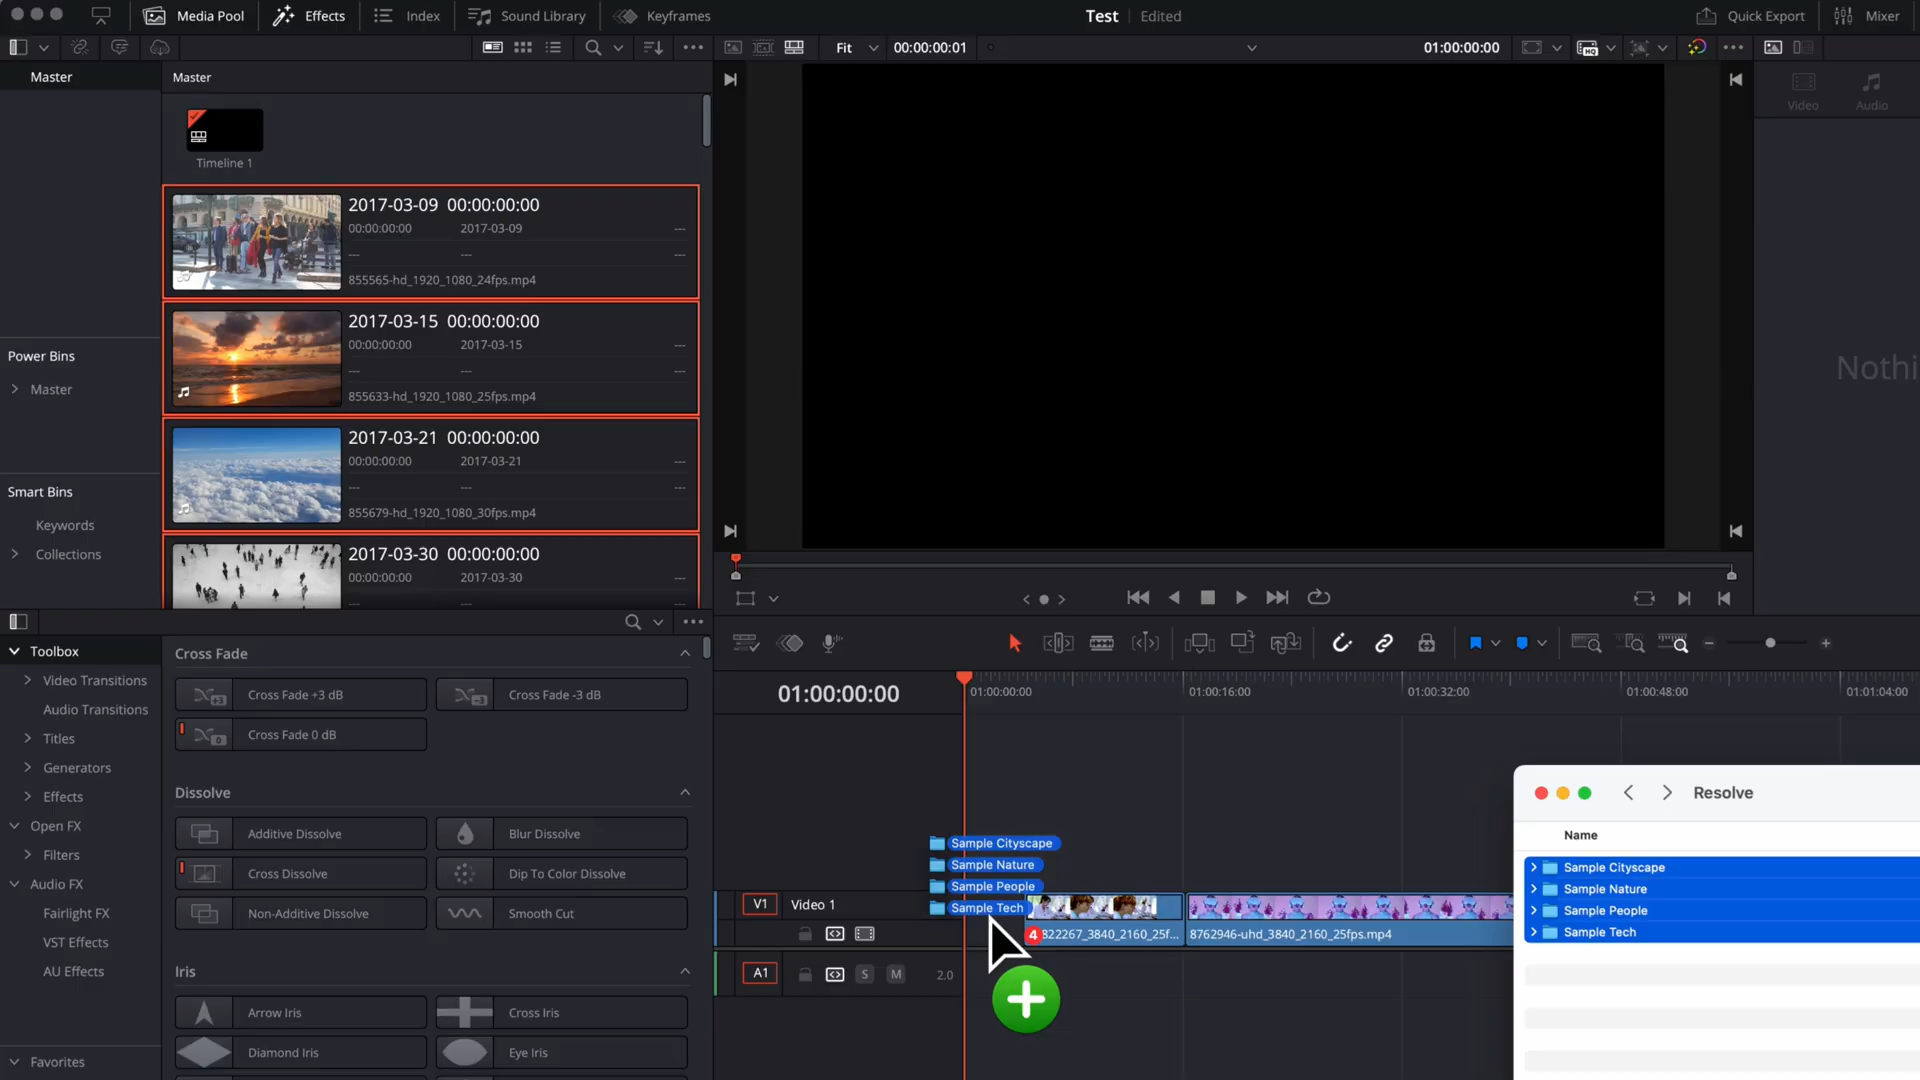 Media Pool
Effects
Index
Sound Library
Keyframes
Test
Edited
Quick Export
Mixer
Fit
00:00:00:01
01:00:00:00
HQ
Master
Master
Video
Audio
Timeline 1
2017-03-09 00:00:00:00
00:00:00:00 2017-03-09 ---
--- ---
855565-hd_1920_1080_24fps.mp4
2017-03-15 00:00:00:00
00:00:00:00 2017-03-15 ---
--- ---
855633-hd_1920_1080_25fps.mp4
2017-03-21 00:00:00:00
00:00:00:00 2017-03-21 ---
--- ---
855679-hd_1920_1080_30fps.mp4
2017-03-30 00:00:00:00
00:00:00:00 2017-03-30 ---
Power Bins
Master
Smart Bins
Keywords
Collections
Nothi
Toolbox
Video Transitions
Audio Transitions
Titles
Generators
Effects
Open FX
Filters
Audio FX
Fairlight FX
VST Effects
AU Effects
Favorites
Cross Fade
Cross Fade +3 dB
Cross Fade -3 dB
Cross Fade 0 dB
Dissolve
Additive Dissolve
Blur Dissolve
Cross Dissolve
Dip To Color Dissolve
Non-Additive Dissolve
Smooth Cut
Iris
Arrow Iris
Cross Iris
Diamond Iris
Eye Iris
01:00:00:00
01:00:00:00
01:00:16:00
01:00:32:00
01:00:48:00
01:01:04:00
Sample Cityscape
Sample Nature
Sample People
Sample Tech
V1
Video 1
4
822267_3840_2160_25f...
8762946-uhd_3840_2160_25fps.mp4
A1
S
M
2.0
Resolve
Name
Sample Cityscape
Sample Nature
Sample People
Sample Tech